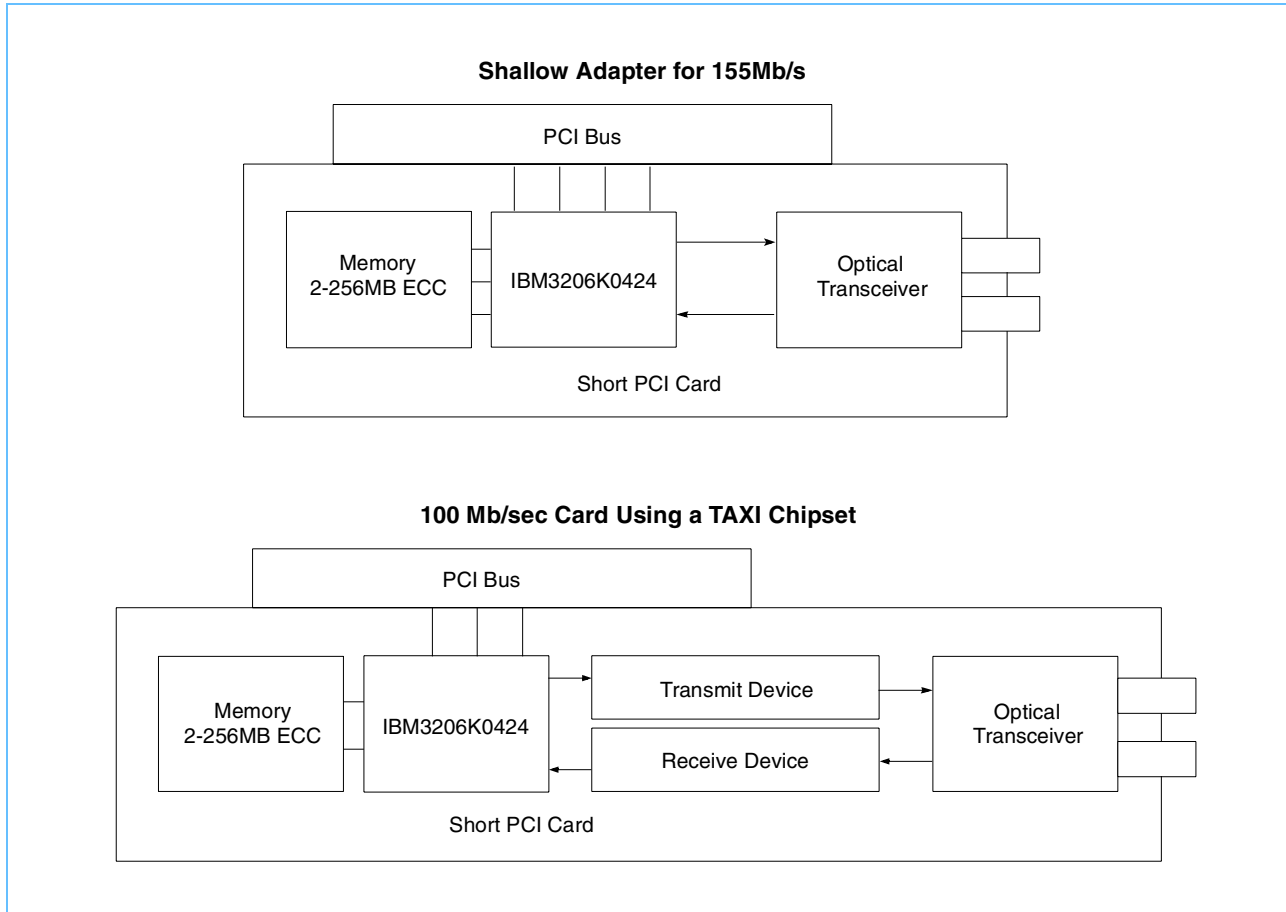 Shallow Adapter for 155Mb/s
PCI Bus
Memory
2-256MB ECC
IBM3206K0424
Optical
Transceiver
Short PCI Card
100 Mb/sec Card Using a TAXI Chipset
PCI Bus
Memory
2-256MB ECC
IBM3206K0424
Transmit Device
Receive Device
Optical
Transceiver
Short PCI Card